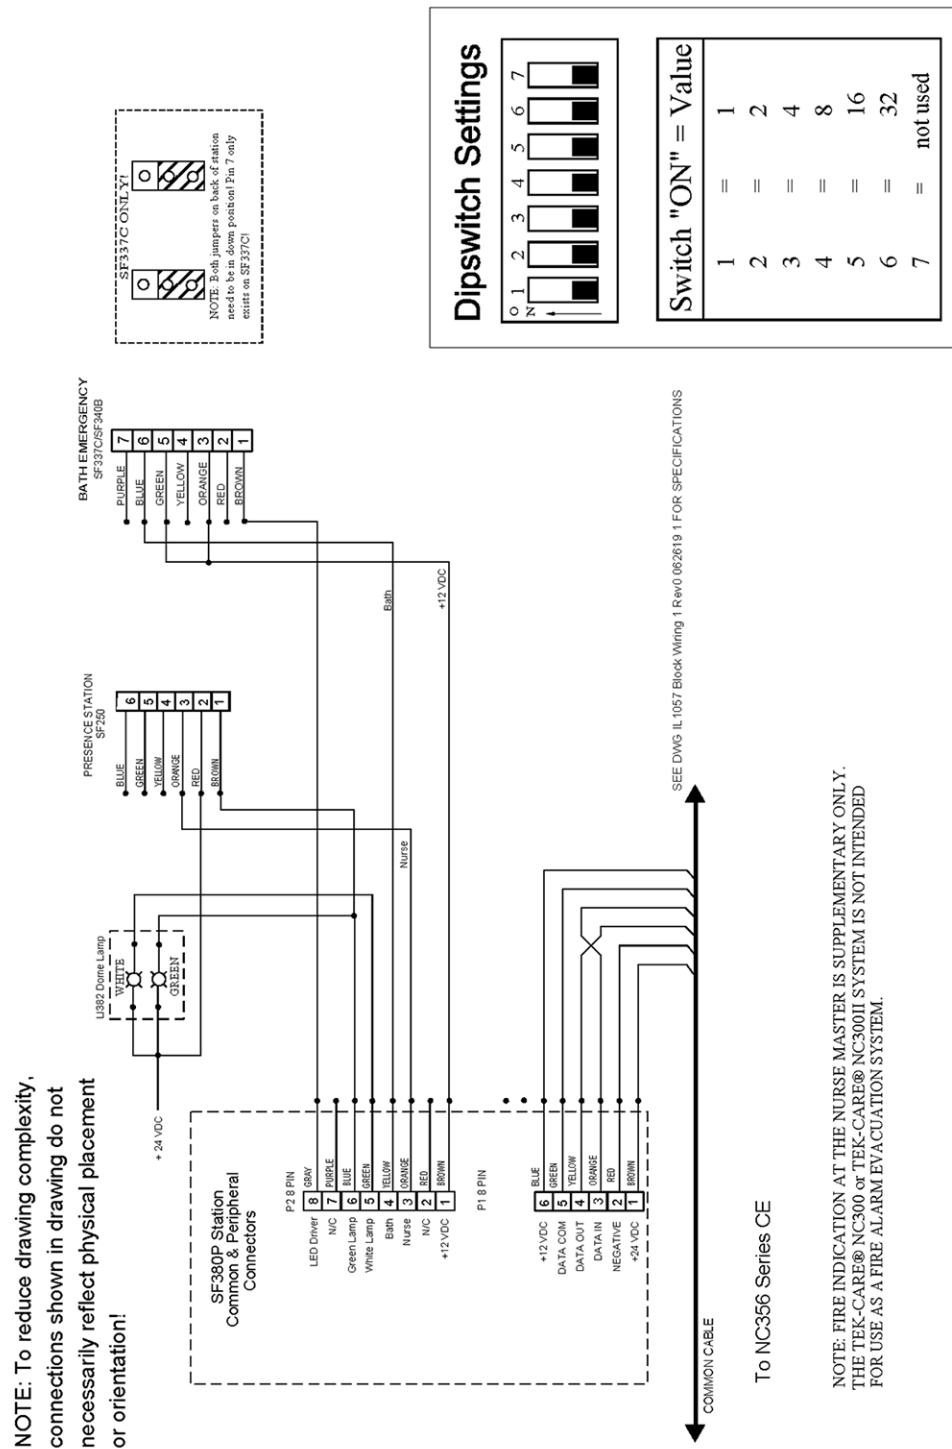 NOTE: To reduce drawing complexity,
connections shown in drawing do not
necessarily reflect physical placement
or orientation!
+ 24 VDC
LI382 Dome Lamp
WHITE
GREEN
PRESENCE STATION
SF250
BLUE 6
GREEN 5
YELLOW 4
ORANGE 3
RED 2
BROWN 1
BATH EMERGENCY
SF337C/SF340B
PURPLE 7
BLUE 6
GREEN 5
YELLOW 4
ORANGE 3
RED 2
BROWN 1
SF337C ONLY!
NOTE: Both jumpers on back of station
need to be in down position! Pin 7 only
exists on SF337C!
SF380P Station
Common & Peripheral
Connectors
P2 8 PIN
LED Driver 8 GRAY
N/C 7 PURPLE
Green Lamp 6 BLUE
White Lamp 5 GREEN
Bath 4 YELLOW
Nurse 3 ORANGE
N/C 2 RED
+12 VDC 1 BROWN
Nurse
Bath
+12 VDC
P1 8 PIN
+12 VDC 6 BLUE
DATA COM 5 GREEN
DATA OUT 4 YELLOW
DATA IN 3 ORANGE
NEGATIVE 2 RED
+24 VDC 1 BROWN
COMMON CABLE
SEE DWG IL1057 Block Wiring 1 Rev0 062619 1 FOR SPECIFICATIONS
To NC356 Series CE
Dipswitch Settings
O
N
1 2 3 4 5 6 7
Switch "ON" = Value
1 = 1
2 = 2
3 = 4
4 = 8
5 = 16
6 = 32
7 = not used
NOTE: FIRE INDICATION AT THE NURSE MASTER IS SUPPLEMENTARY ONLY.
THE TEK-CARE® NC300 or TEK-CARE® NC300II SYSTEM IS NOT INTENDED
FOR USE AS A FIRE ALARM EVACUATION SYSTEM.